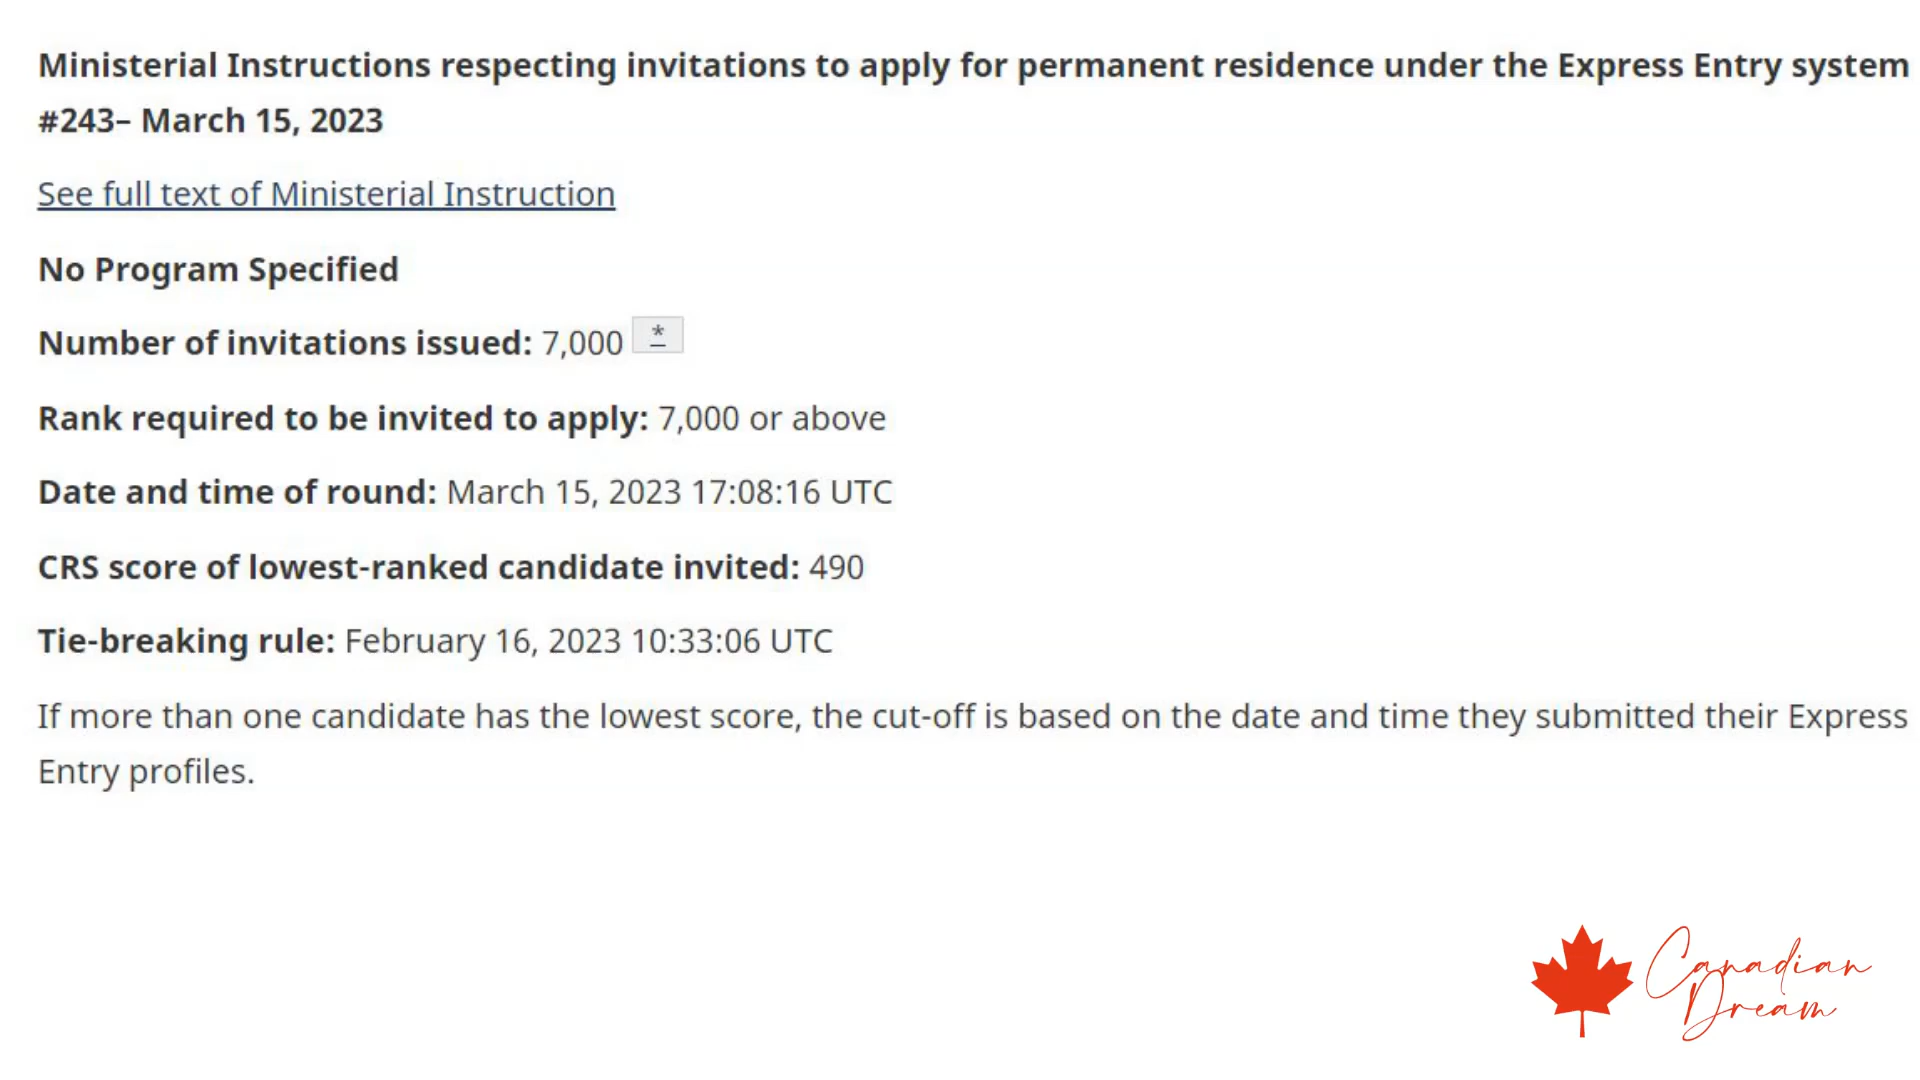 Ministerial Instructions respecting invitations to apply for permanent residence under the Express Entry system
#243– March 15, 2023
See full text of Ministerial Instruction
No Program Specified
Number of invitations issued: 7,000 *
Rank required to be invited to apply: 7,000 or above
Date and time of round: March 15, 2023 17:08:16 UTC
CRS score of lowest-ranked candidate invited: 490
Tie-breaking rule: February 16, 2023 10:33:06 UTC
If more than one candidate has the lowest score, the cut-off is based on the date and time they submitted their Express
Entry profiles.
Canadian
Dream